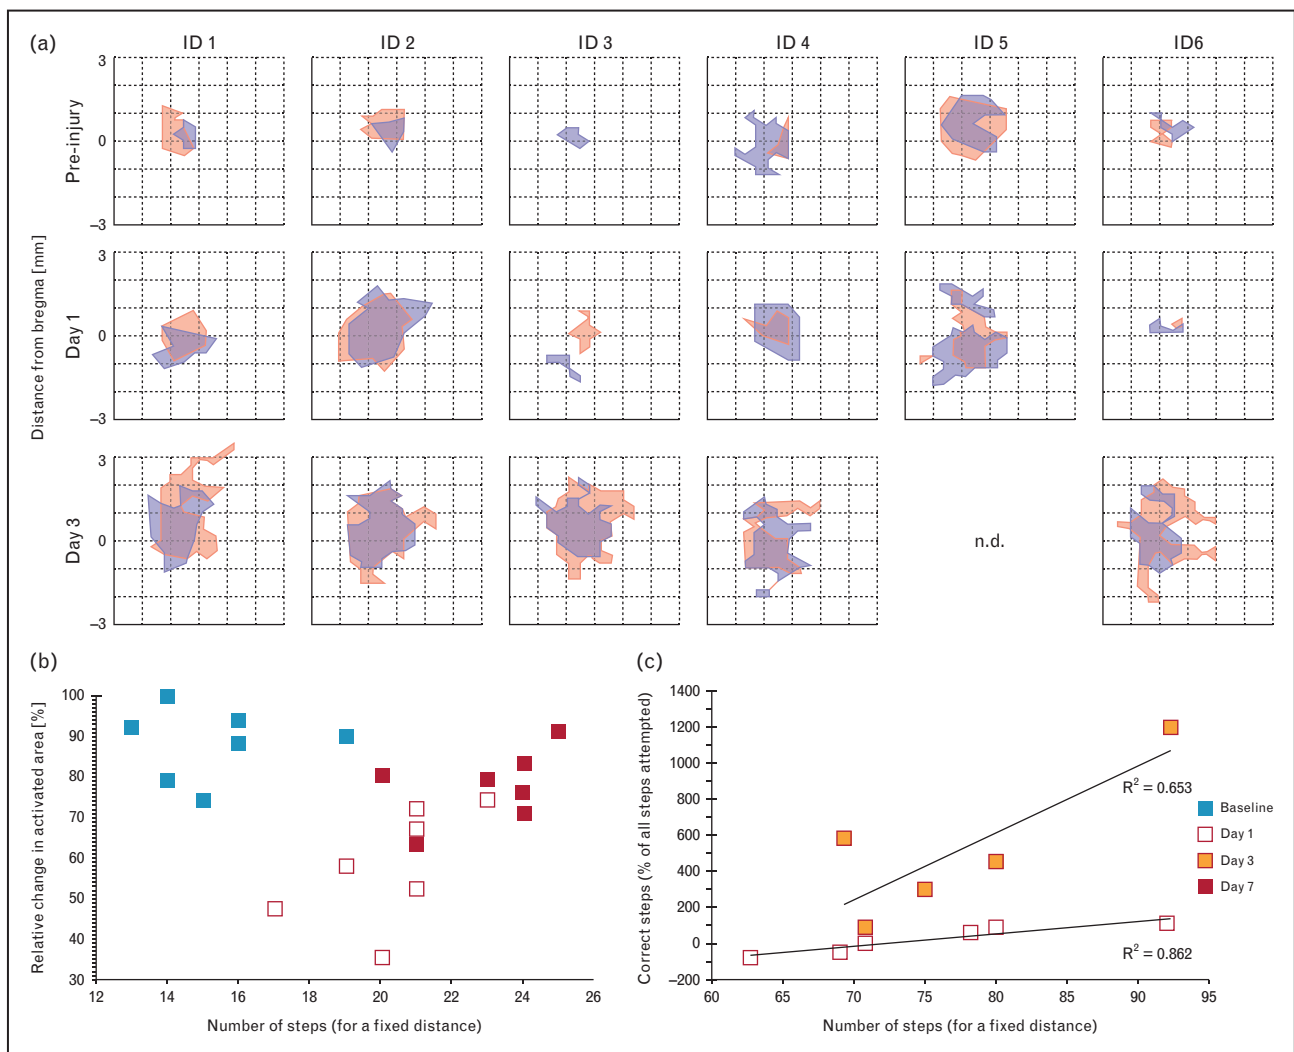 (a)
ID 1 ID 2 ID 3 ID 4 ID 5 ID6
Distance from bregma [mm]
Pre-injury
3
0
–3
Day 1
3
0
–3
Day 3
3
0
–3
n.d.
(b)
Relative change in activated area [%]
100
90
80
70
60
50
40
30
12 14 16 18 20 22 24 26
Number of steps (for a fixed distance)
(c)
Correct steps (% of all steps attempted)
1400
1200
1000
800
600
400
200
0
–200
60 65 70 75 80 85 90 95
Number of steps (for a fixed distance)
R² = 0.653
R² = 0.862
Baseline
Day 1
Day 3
Day 7